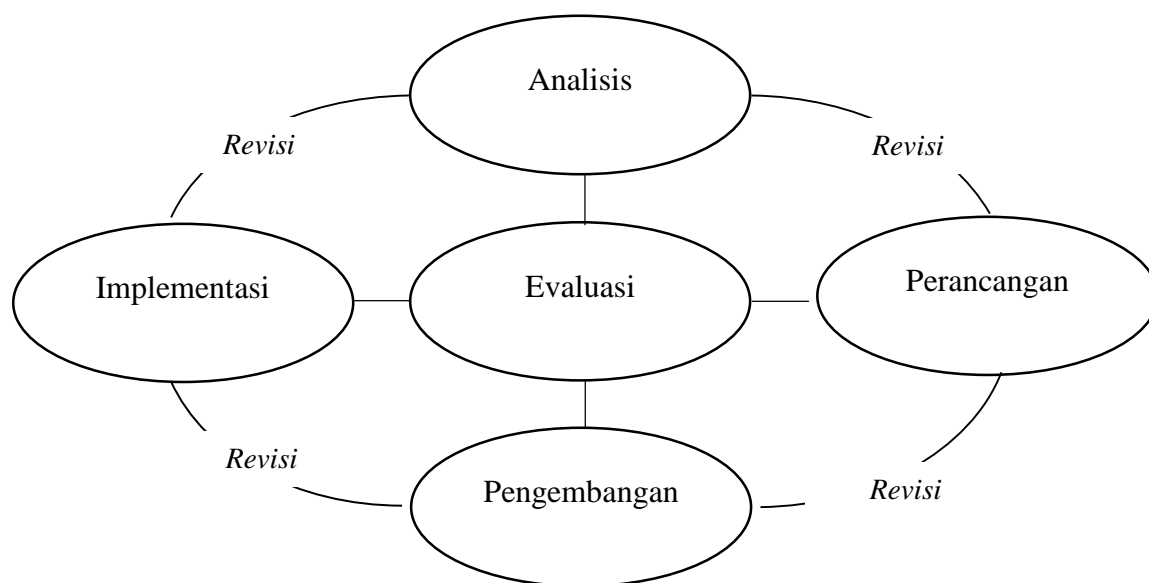 Analisis
Revisi
Revisi
Implementasi
Evaluasi
Perancangan
Revisi
Pengembangan
Revisi